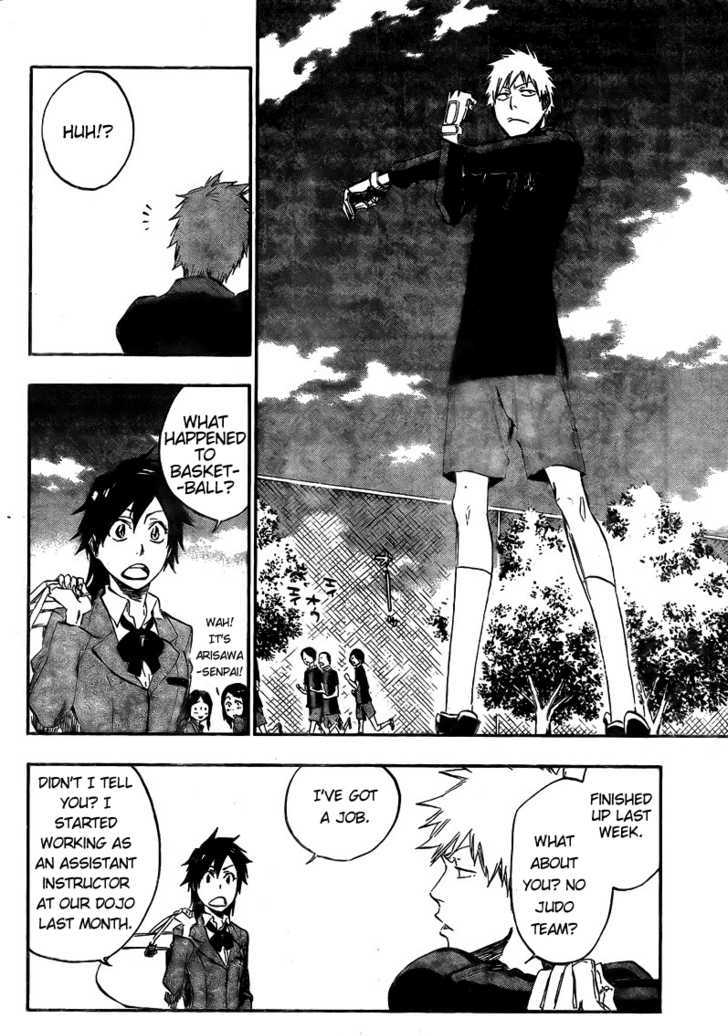 HUH!?
WHAT
HAPPENED
TO
BASKET-
-BALL?
WAH!
IT'S
ARISAWA
-SENPAI!
FINISHED
UP LAST
WEEK.
WHAT
ABOUT
YOU? NO
JUDO
TEAM?
I'VE GOT
A JOB.
DIDN'T I TELL
YOU? I
STARTED
WORKING AS
AN ASSISTANT
INSTRUCTOR
AT OUR DOJO
LAST MONTH.